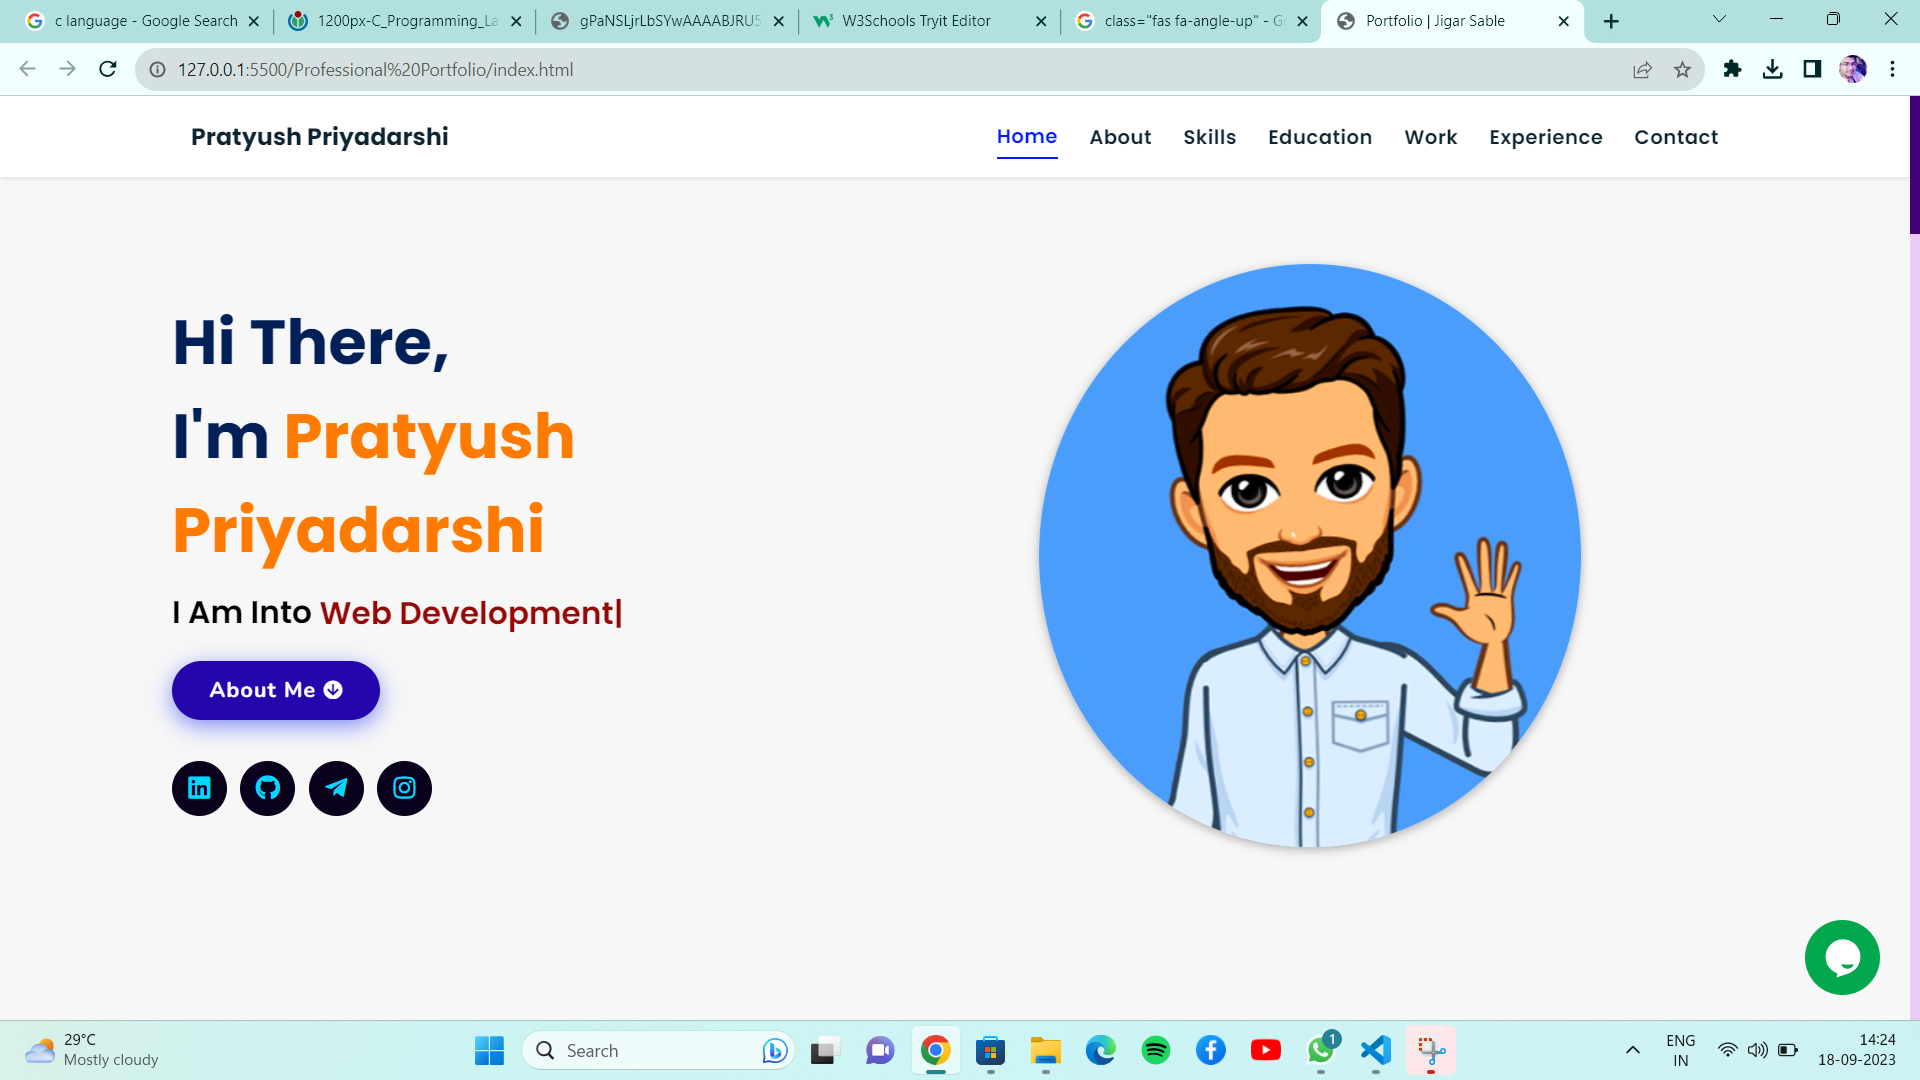 c language - Google Search
1200px-C_Programming_La
gPaNSLjrLbSYwAAAABJRU5
W3Schools Tryit Editor
class="fas fa-angle-up" - G
Portfolio | Jigar Sable
127.0.0.1:5500/Professional%20Portfolio/index.html
Pratyush Priyadarshi
Home
About
Skills
Education
Work
Experience
Contact
Hi There,
I'm Pratyush
Priyadarshi
I Am Into Web Development|
About Me
29°C
Mostly cloudy
Search
1
ENG
IN
14:24
18-09-2023